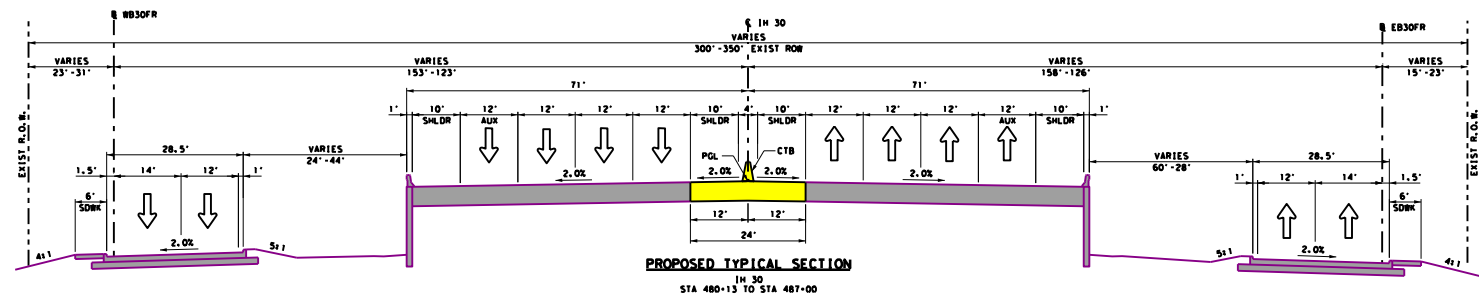 B WB30FR
℄ IH 30
B EB30FR
VARIES
300'-350' EXIST ROW
VARIES
23'-31'
VARIES
153'-123'
VARIES
158'-126'
VARIES
15'-23'
71'
71'
1'
10'
SHLDR
12'
AUX
12'
12'
12'
10'
SHLDR
4'
10'
SHLDR
12'
12'
12'
12'
AUX
10'
SHLDR
1'
EXIST R.O.W.
EXIST R.O.W.
28.5'
VARIES
24'-44'
1.5'
14'
12'
1'
6'
SDWK
PGL
CTB
2.0%
2.0%
2.0%
2.0%
VARIES
60'-28'
28.5'
1'
12'
14'
1.5'
6'
SDWK
12'
12'
24'
4:1
2.0%
5:1
5:1
2.0%
4:1
PROPOSED TYPICAL SECTION
IH 30
STA 480+13 TO STA 487+00